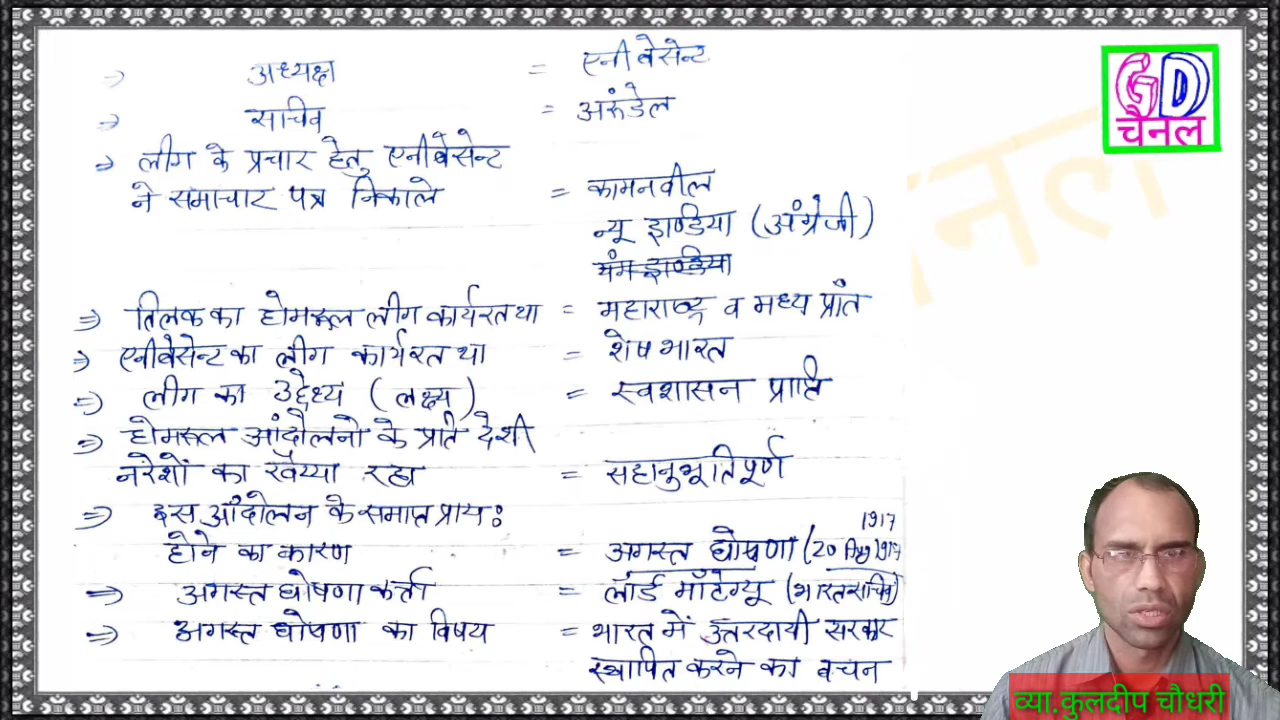 ⇒ अध्यक्ष = एनी बेसेन्ट
⇒ सचिव = अरुंडेल
⇒ लीग के प्रचार हेतु एनीबेसेन्ट
ने समाचार पत्र निकाले = कामनवील
न्यू इण्डिया (अंग्रेजी)
यंग इण्डिया
⇒ तिलक का होमरूल लीग कार्यरत था = महाराष्ट्र व मध्य प्रांत
⇒ एनीबेसेन्ट का लीग कार्यरत था = शेष भारत
⇒ लीग का उद्देश्य (लक्ष्य) = स्वशासन प्राप्ति
⇒ होमरूल आंदोलनो के प्रति देशी
नरेशों का रवैय्या रहा = सहानुभूतिपूर्ण
⇒ इस आँदोलन के समाप्त प्रायः
1917
होने का कारण = अगस्त घोषणा (20 Aug 1917
⇒ अगस्त घोषणा कर्त्ता = लॉर्ड मॉटेग्यू (भारत सचिव)
⇒ अगस्त घोषणा का विषय = भारत में उत्तरदायी सरकार
स्थापित करने का वचन
GD
चैनल
व्या.कुलदीप चौधरी